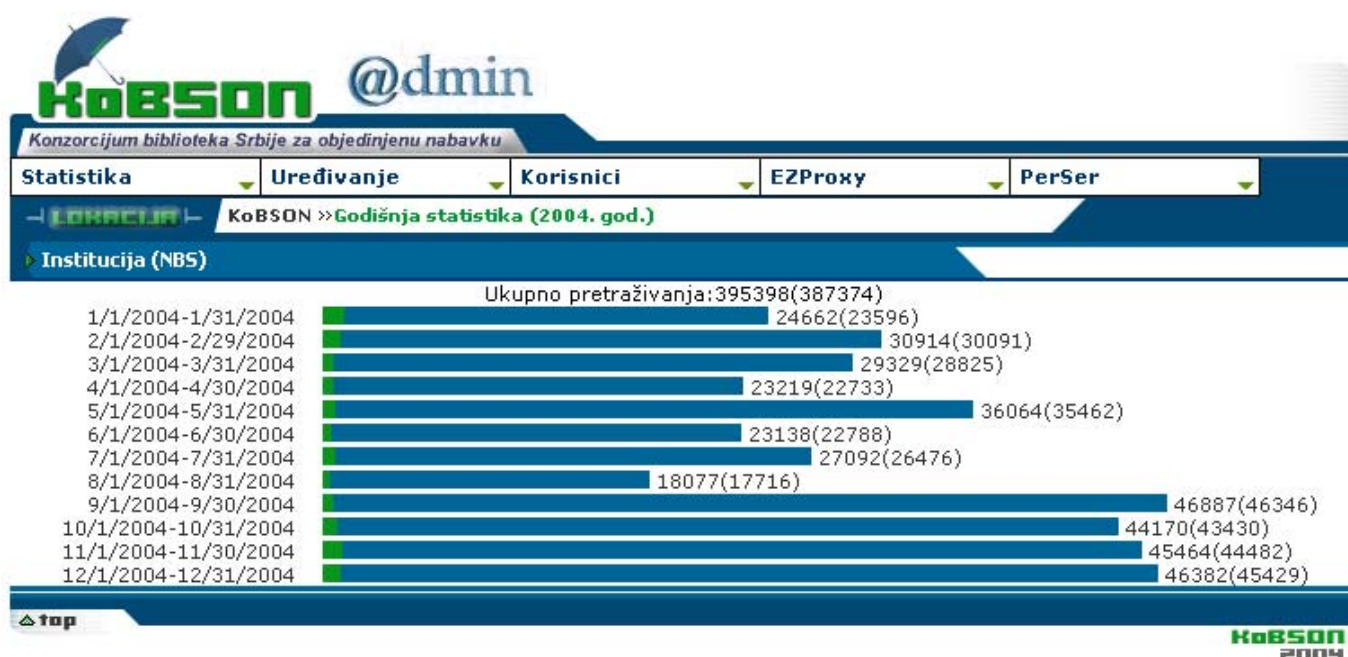 KoBSON @dmin
Konzorcijum biblioteka Srbije za objedinjenu nabavku
Statistika Uređivanje Korisnici EZProxy PerSer
LOKACIJA KoBSON »Godišnja statistika (2004. god.)
Institucija (NBS)
Ukupno pretraživanja:395398(387374)
1/1/2004-1/31/2004 24662(23596)
2/1/2004-2/29/2004 30914(30091)
3/1/2004-3/31/2004 29329(28825)
4/1/2004-4/30/2004 23219(22733)
5/1/2004-5/31/2004 36064(35462)
6/1/2004-6/30/2004 23138(22788)
7/1/2004-7/31/2004 27092(26476)
8/1/2004-8/31/2004 18077(17716)
9/1/2004-9/30/2004 46887(46346)
10/1/2004-10/31/2004 44170(43430)
11/1/2004-11/30/2004 45464(44482)
12/1/2004-12/31/2004 46382(45429)
top
KoBSON
2004